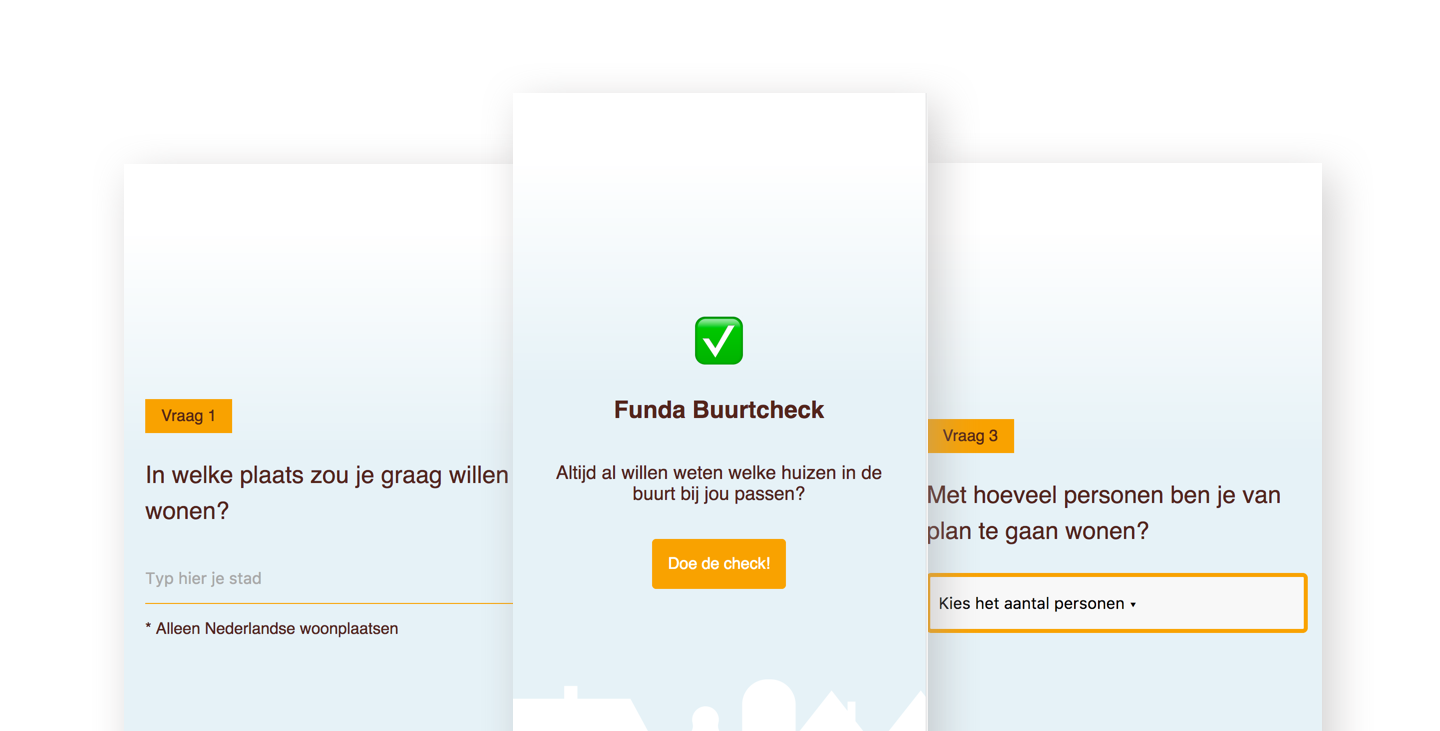 Vraag 1
In welke plaats zou je graag willen
wonen?
Typ hier je stad
* Alleen Nederlandse woonplaatsen
Funda Buurtcheck
Altijd al willen weten welke huizen in de
buurt bij jou passen?
Doe de check!
Vraag 3
Met hoeveel personen ben je van
plan te gaan wonen?
Kies het aantal personen ▾